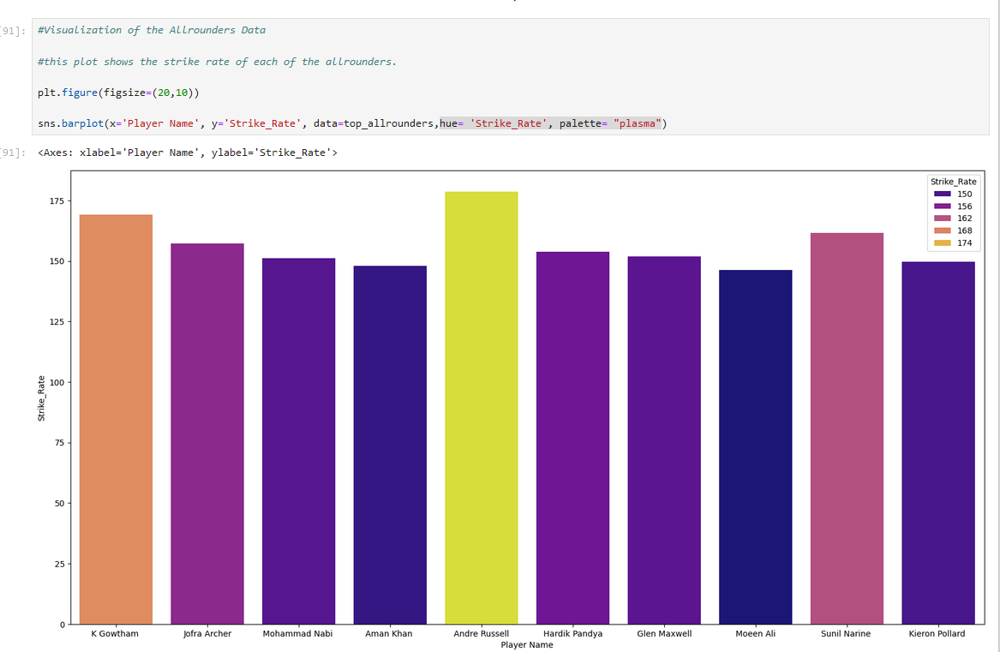 [91]:
#Visualization of the Allrounders Data
#this plot shows the strike rate of each of the allrounders.
plt.figure(figsize=(20,10))
sns.barplot(x='Player Name', y='Strike_Rate', data=top_allrounders,hue= 'Strike_Rate', palette= "plasma")
[91]:
<Axes: xlabel='Player Name', ylabel='Strike_Rate'>
Strike_Rate
150
156
162
168
174
175
150
125
100
75
50
25
0
Strike_Rate
K Gowtham Jofra Archer Mohammad Nabi Aman Khan Andre Russell Hardik Pandya Glen Maxwell Moeen Ali Sunil Narine Kieron Pollard
Player Name